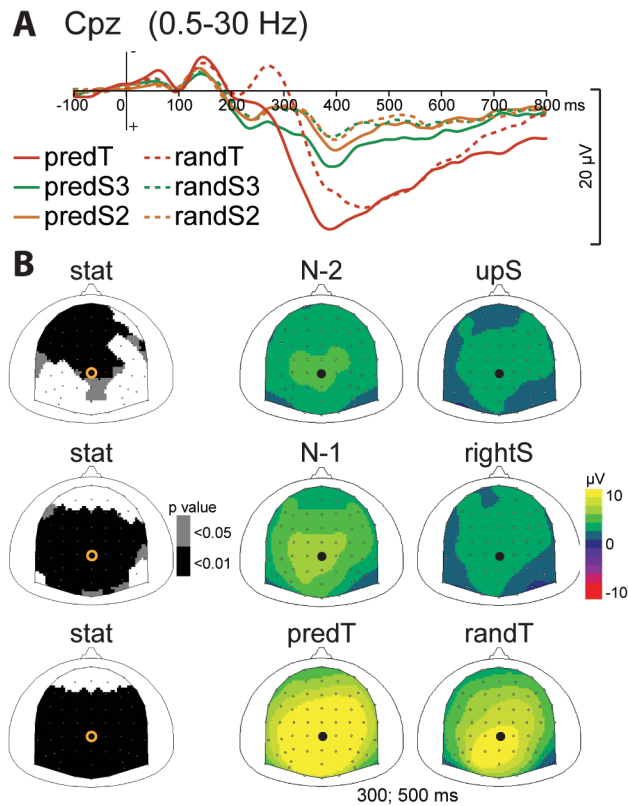 A Cpz (0.5-30 Hz)
-
-100 0 100 200 300 400 500 600 700 800 ms
+
20 µV
predT randT
predS3 randS3
predS2 randS2
B stat N-2 upS
stat N-1 rightS
p value
<0.05
<0.01
µV
10
0
-10
stat predT randT
300; 500 ms